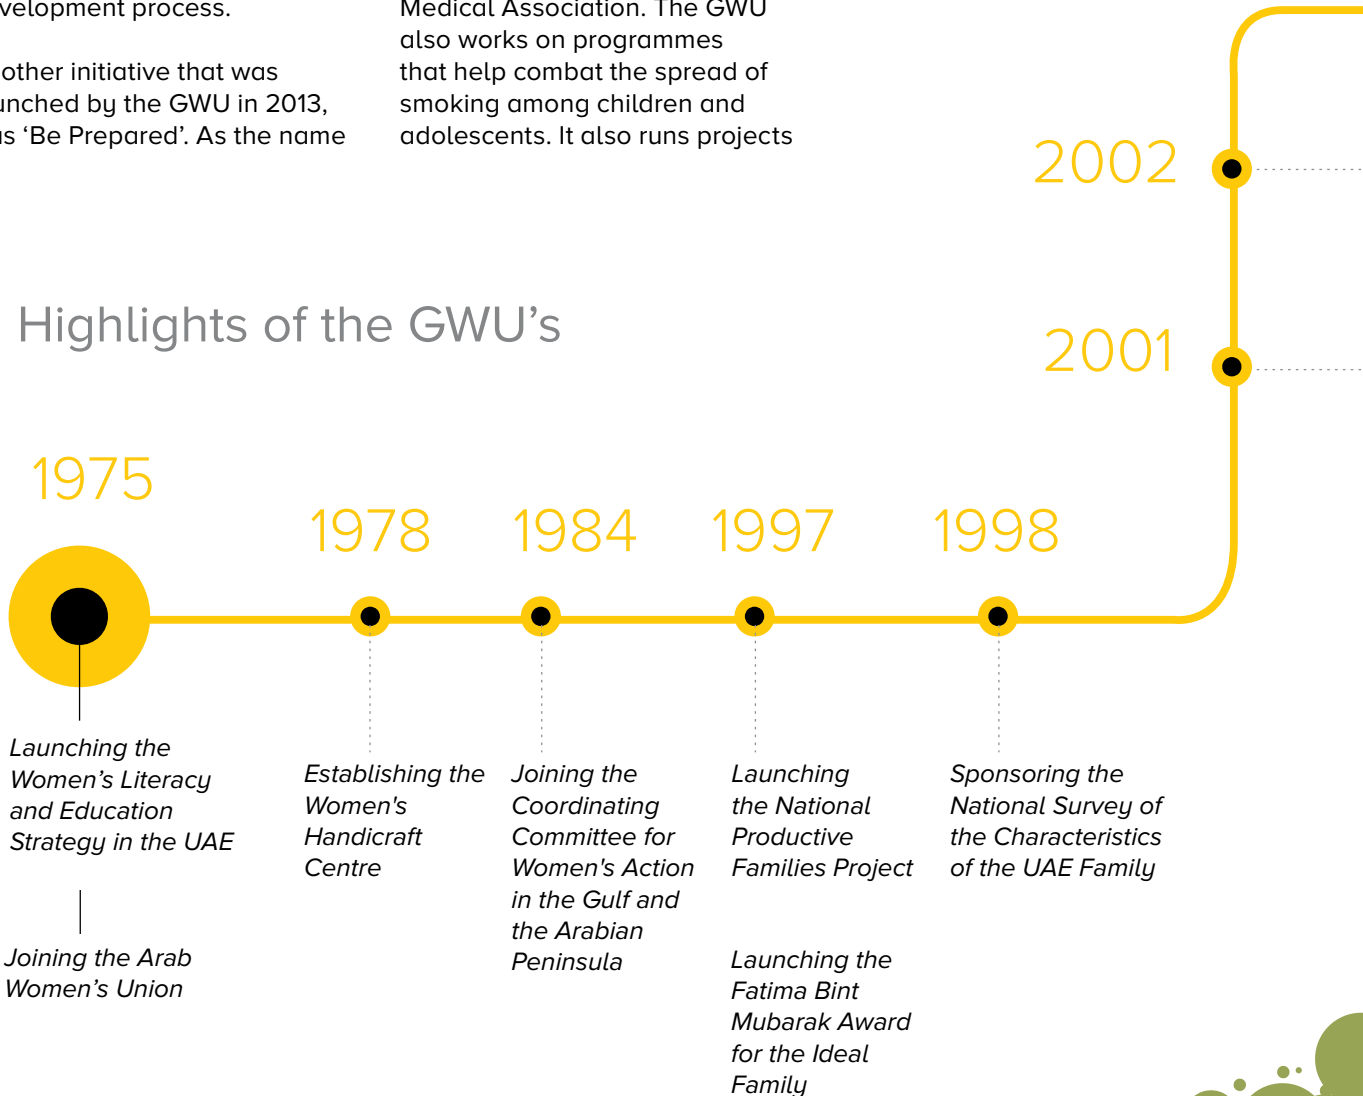 velopment process.
other initiative that was
unched by the GWU in 2013,
as ‘Be Prepared’. As the name
Medical Association. The GWU
also works on programmes
that help combat the spread of
smoking among children and
adolescents. It also runs projects
Highlights of the GWU’s
1975
Launching the
Women’s Literacy
and Education
Strategy in the UAE
Joining the Arab
Women’s Union
1978
Establishing the
Women's
Handicraft
Centre
1984
Joining the
Coordinating
Committee for
Women's Action
in the Gulf and
the Arabian
Peninsula
1997
Launching
the National
Productive
Families Project
Launching the
Fatima Bint
Mubarak Award
for the Ideal
Family
1998
Sponsoring the
National Survey of
the Characteristics
of the UAE Family
2001
2002